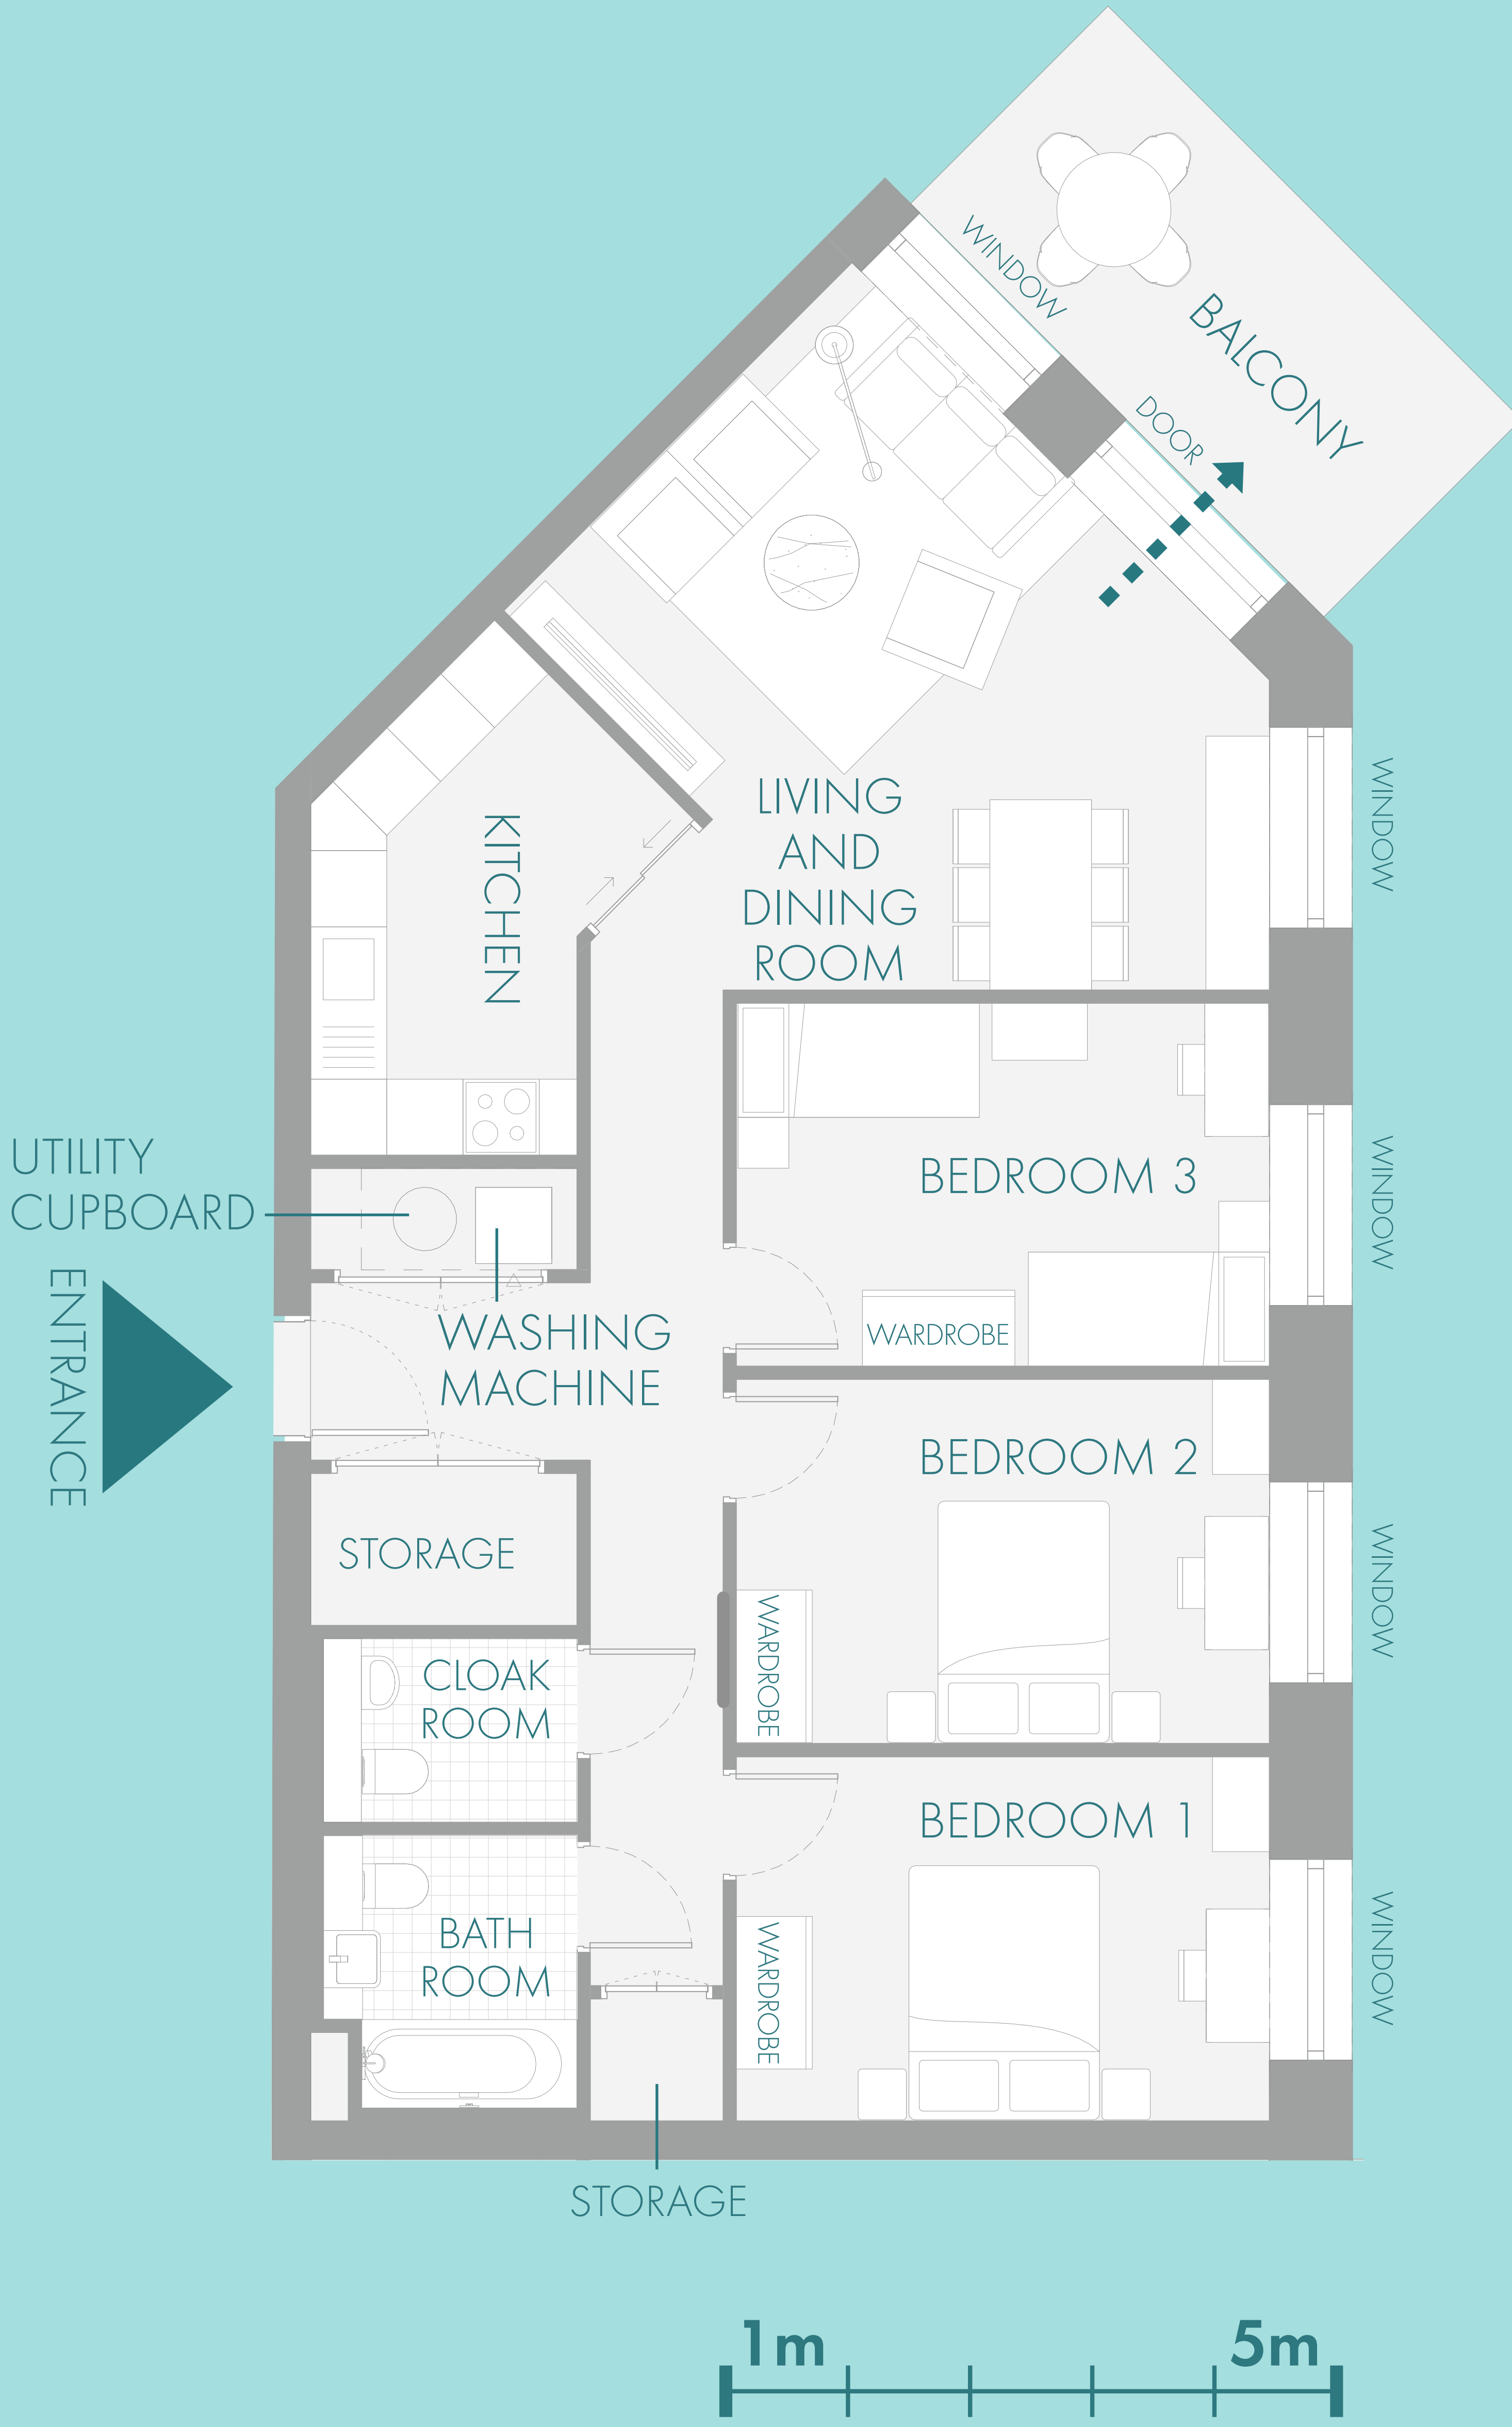 WINDOW
BALCONY
DOOR
LIVING
AND
DINING
ROOM
WINDOW
KITCHEN
UTILITY
CUPBOARD
BEDROOM 3
WINDOW
ENTRANCE
WASHING
MACHINE
WARDROBE
BEDROOM 2
STORAGE
WINDOW
WARDROBE
CLOAK
ROOM
BEDROOM 1
BATH
ROOM
WARDROBE
WINDOW
STORAGE
1m
5m